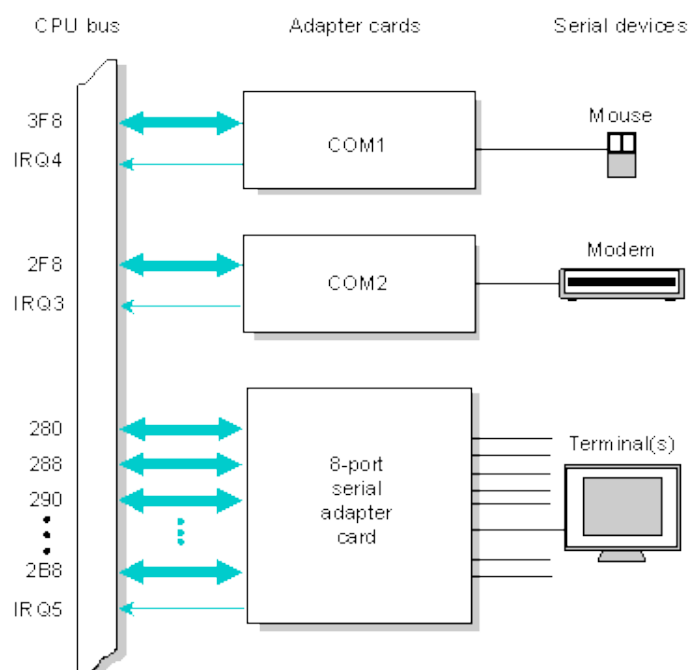 CPU bus
Adapter cards
Serial devices
3F8
IRQ4
COM1
Mouse
2F8
IRQ3
COM2
Modem
280
288
290
2B8
IRQ5
8-port
serial
adapter
card
Terminal(s)